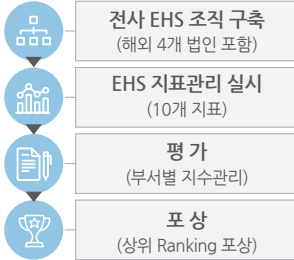 전사 EHS 조직 구축
(해외 4개 법인 포함)
EHS 지표관리 실시
(10개 지표)
평 가
(부서별 지수관리)
포 상
(상위 Ranking 포상)